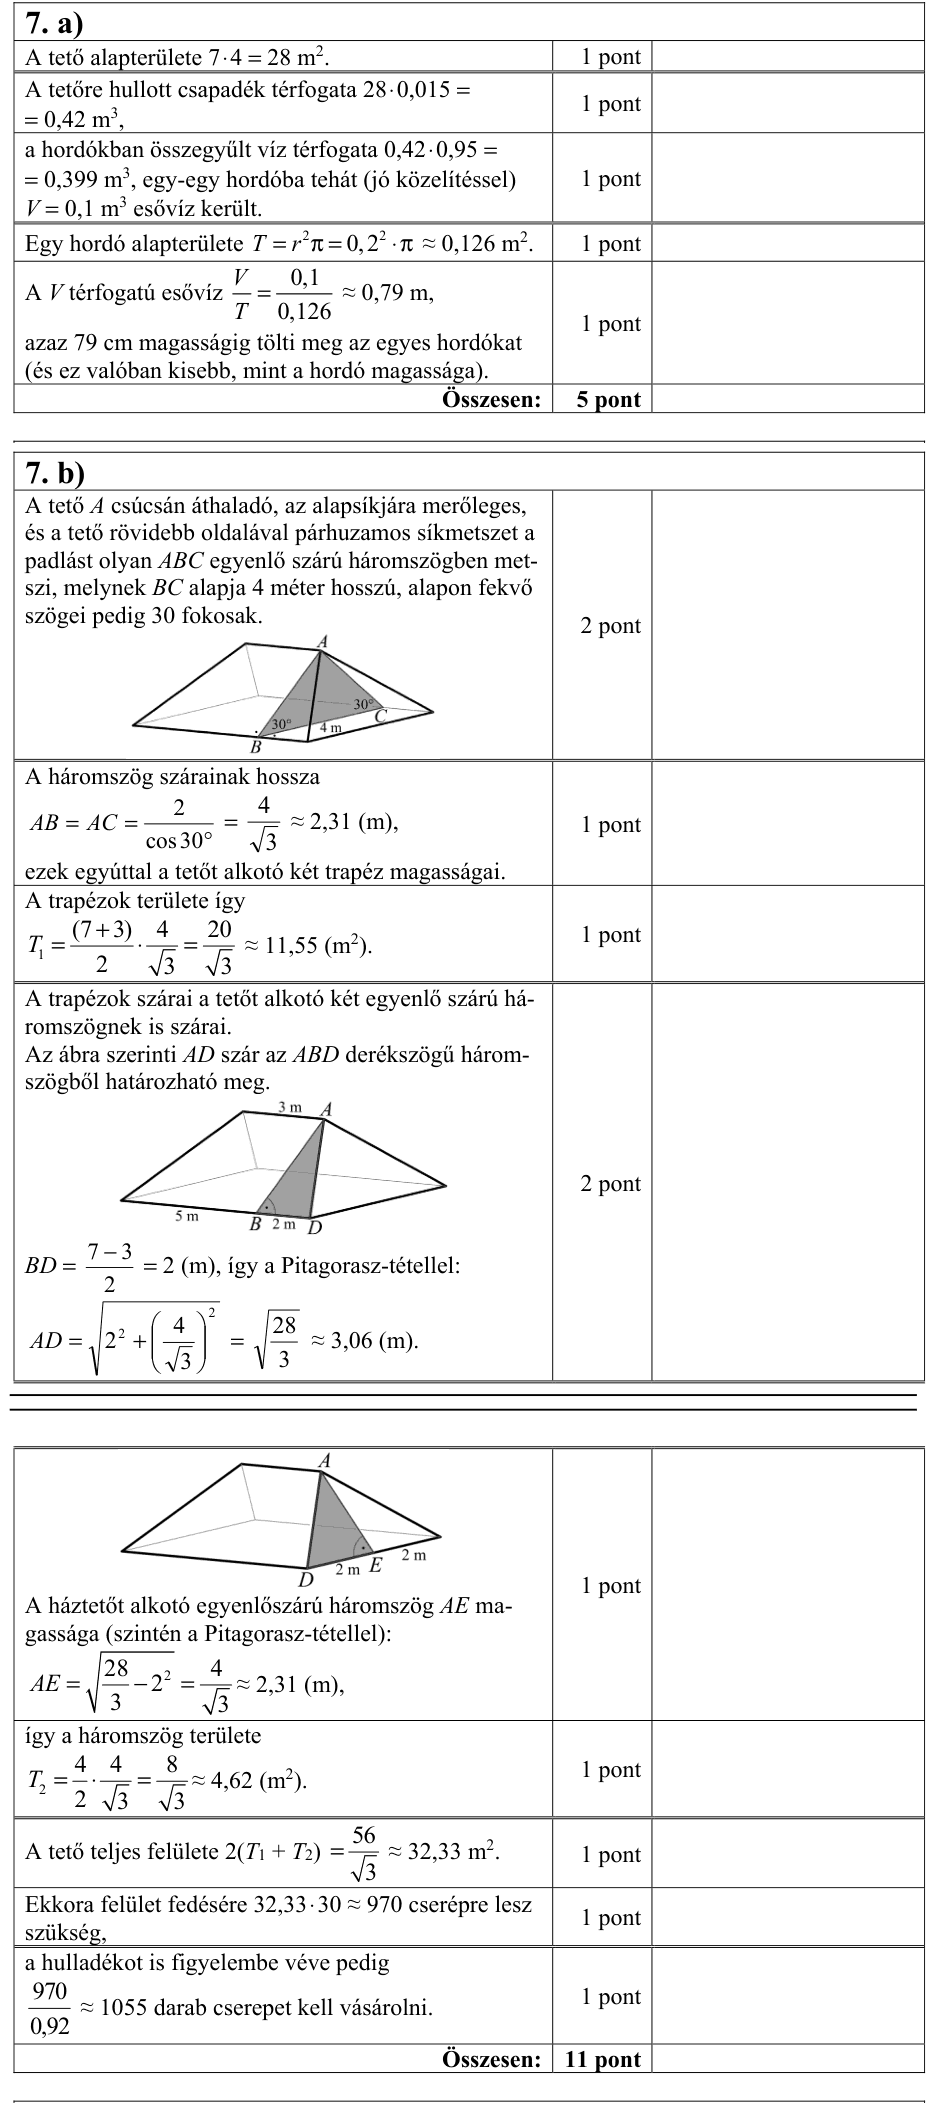 7. a)
A tető alapterülete 7·4 = 28 m². 1 pont
A tetőre hullott csapadék térfogata 28·0,015 =
= 0,42 m³, 1 pont
a hordókban összegyűlt víz térfogata 0,42·0,95 =
= 0,399 m³, egy-egy hordóba tehát (jó közelítéssel) 1 pont
V = 0,1 m³ esővíz került.
Egy hordó alapterülete T = r²π = 0,2² · π ≈ 0,126 m². 1 pont
A V térfogatú esővíz V/T = 0,1/0,126 ≈ 0,79 m, 1 pont
azaz 79 cm magasságig tölti meg az egyes hordókat
(és ez valóban kisebb, mint a hordó magassága).
Összesen: 5 pont
7. b)
A tető A csúcsán áthaladó, az alapsíkjára merőleges,
és a tető rövidebb oldalával párhuzamos síkmetszet a
padlást olyan ABC egyenlő szárú háromszögben met-
szi, melynek BC alapja 4 méter hosszú, alapon fekvő
szögei pedig 30 fokosak. 2 pont
A
30°
C
30°
4 m
B
A háromszög szárainak hossza
AB = AC = 2/cos 30° = 4/√3 ≈ 2,31 (m), 1 pont
ezek egyúttal a tetőt alkotó két trapéz magasságai.
A trapézok területe így
T₁ = (7+3)/2 · 4/√3 = 20/√3 ≈ 11,55 (m²). 1 pont
A trapézok szárai a tetőt alkotó két egyenlő szárú há-
romszögnek is szárai.
Az ábra szerinti AD szár az ABD derékszögű három-
szögből határozható meg. 2 pont
3 m A
5 m
B 2 m D
BD = (7−3)/2 = 2 (m), így a Pitagorasz-tétellel:
AD = √(2² + (4/√3)²) = √(28/3) ≈ 3,06 (m).
A
2 m
2 m E
D
1 pont
A háztetőt alkotó egyenlőszárú háromszög AE ma-
gassága (szintén a Pitagorasz-tétellel):
AE = √(28/3 − 2²) = 4/√3 ≈ 2,31 (m),
így a háromszög területe
T₂ = 4/2 · 4/√3 = 8/√3 ≈ 4,62 (m²). 1 pont
A tető teljes felülete 2(T₁ + T₂) = 56/√3 ≈ 32,33 m². 1 pont
Ekkora felület fedésére 32,33·30 ≈ 970 cserépre lesz
szükség, 1 pont
a hulladékot is figyelembe véve pedig
970/0,92 ≈ 1055 darab cserepet kell vásárolni. 1 pont
Összesen: 11 pont